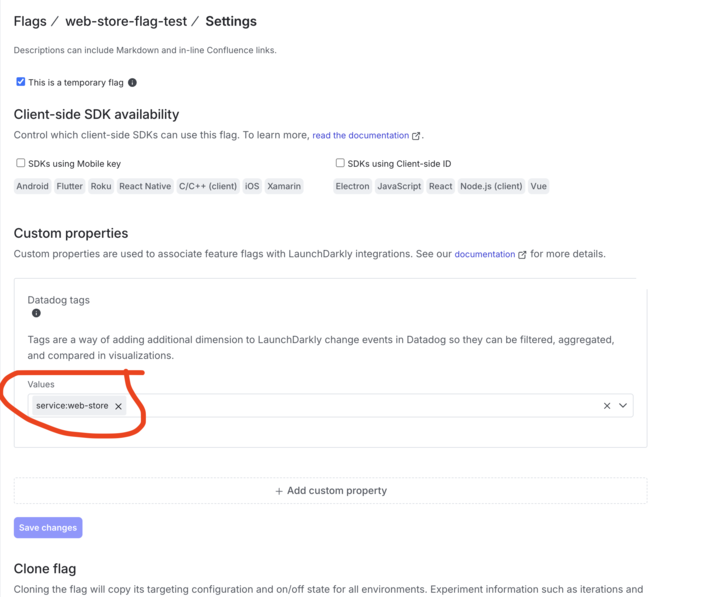 Flags / web-store-flag-test / Settings
Descriptions can include Markdown and in-line Confluence links.
This is a temporary flag
Client-side SDK availability
Control which client-side SDKs can use this flag. To learn more, read the documentation.
SDKs using Mobile key
Android Flutter Roku React Native C/C++ (client) iOS Xamarin
SDKs using Client-side ID
Electron JavaScript React Node.js (client) Vue
Custom properties
Custom properties are used to associate feature flags with LaunchDarkly integrations. See our documentation for more details.
Datadog tags
Tags are a way of adding additional dimension to LaunchDarkly change events in Datadog so they can be filtered, aggregated,
and compared in visualizations.
Values
service:web-store
+ Add custom property
Save changes
Clone flag
Cloning the flag will copy its targeting configuration and on/off state for all environments. Experiment information such as iterations and